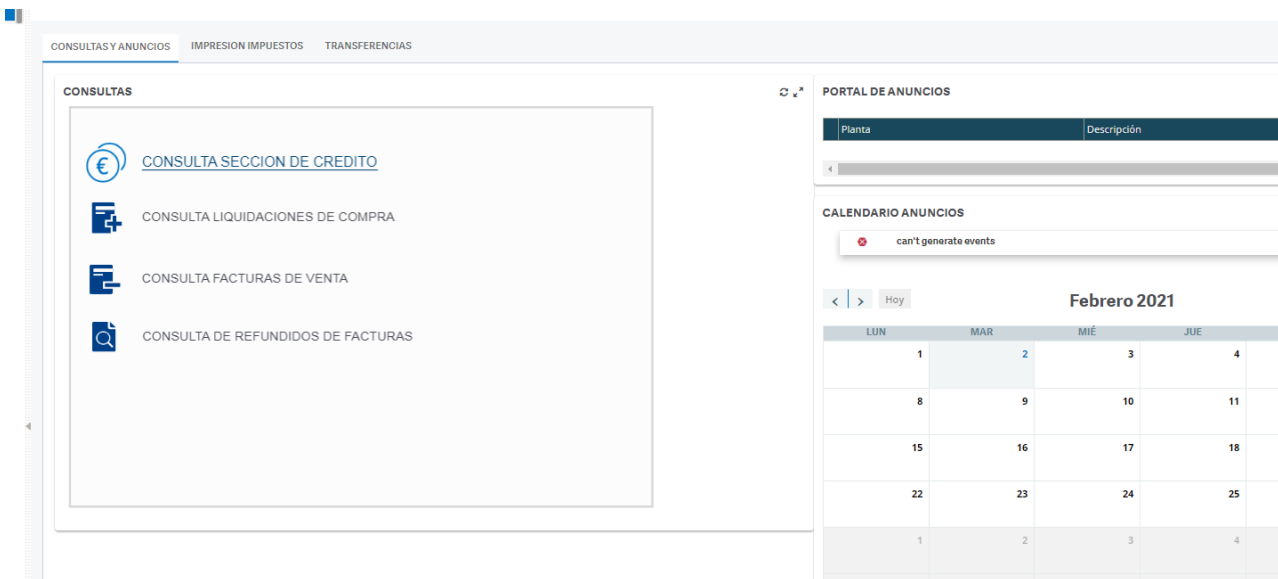 CONSULTAS Y ANUNCIOS IMPRESION IMPUESTOS TRANSFERENCIAS
CONSULTAS
CONSULTA SECCION DE CREDITO
CONSULTA LIQUIDACIONES DE COMPRA
CONSULTA FACTURAS DE VENTA
CONSULTA DE REFUNDIDOS DE FACTURAS
PORTAL DE ANUNCIOS
Planta Descripción
CALENDARIO ANUNCIOS
can't generate events
Hoy Febrero 2021
LUN MAR MIÉ JUE
1 2 3 4
8 9 10 11
15 16 17 18
22 23 24 25
1 2 3 4